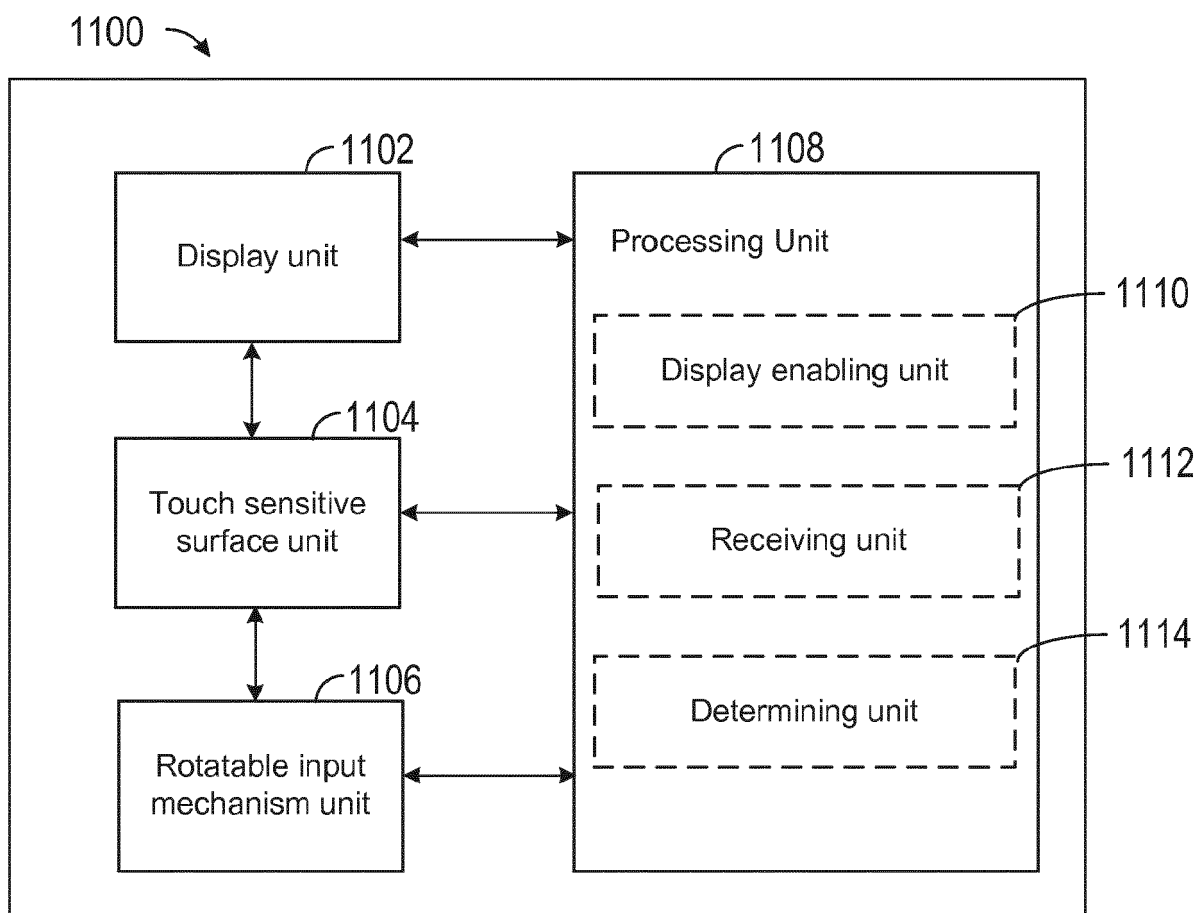 1100
1102
1108
Display unit
Processing Unit
1110
Display enabling unit
1104
Touch sensitive
surface unit
1112
Receiving unit
1114
Determining unit
1106
Rotatable input
mechanism unit